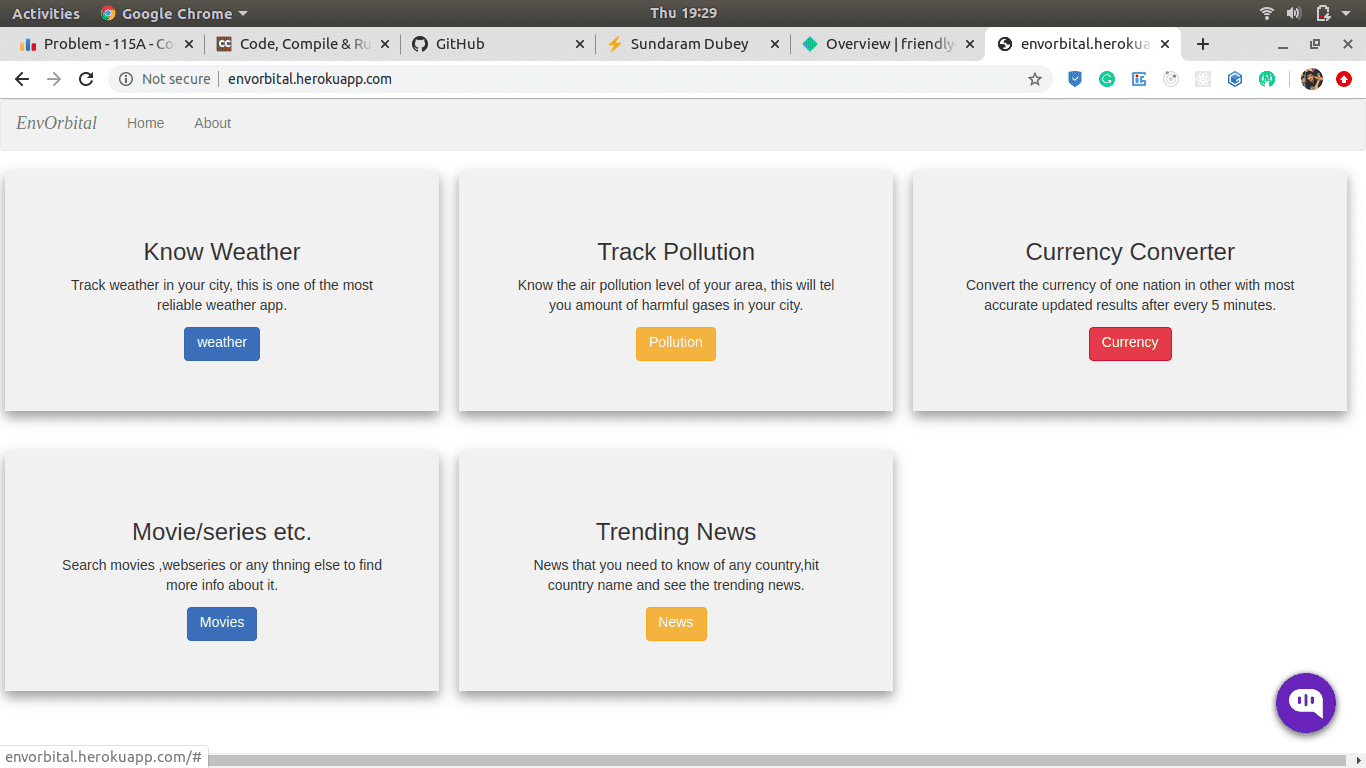 Activities Google Chrome Thu 19:29
Problem - 115A - Co Code, Compile & Ru GitHub Sundaram Dubey Overview | friendly- envorbital.heroku
Not secure | envorbital.herokuapp.com
EnvOrbital Home About
Know Weather
Track weather in your city, this is one of the most
reliable weather app.
weather
Track Pollution
Know the air pollution level of your area, this will tel
you amount of harmful gases in your city.
Pollution
Currency Converter
Convert the currency of one nation in other with most
accurate updated results after every 5 minutes.
Currency
Movie/series etc.
Search movies ,webseries or any thning else to find
more info about it.
Movies
Trending News
News that you need to know of any country,hit
country name and see the trending news.
News
envorbital.herokuapp.com/#